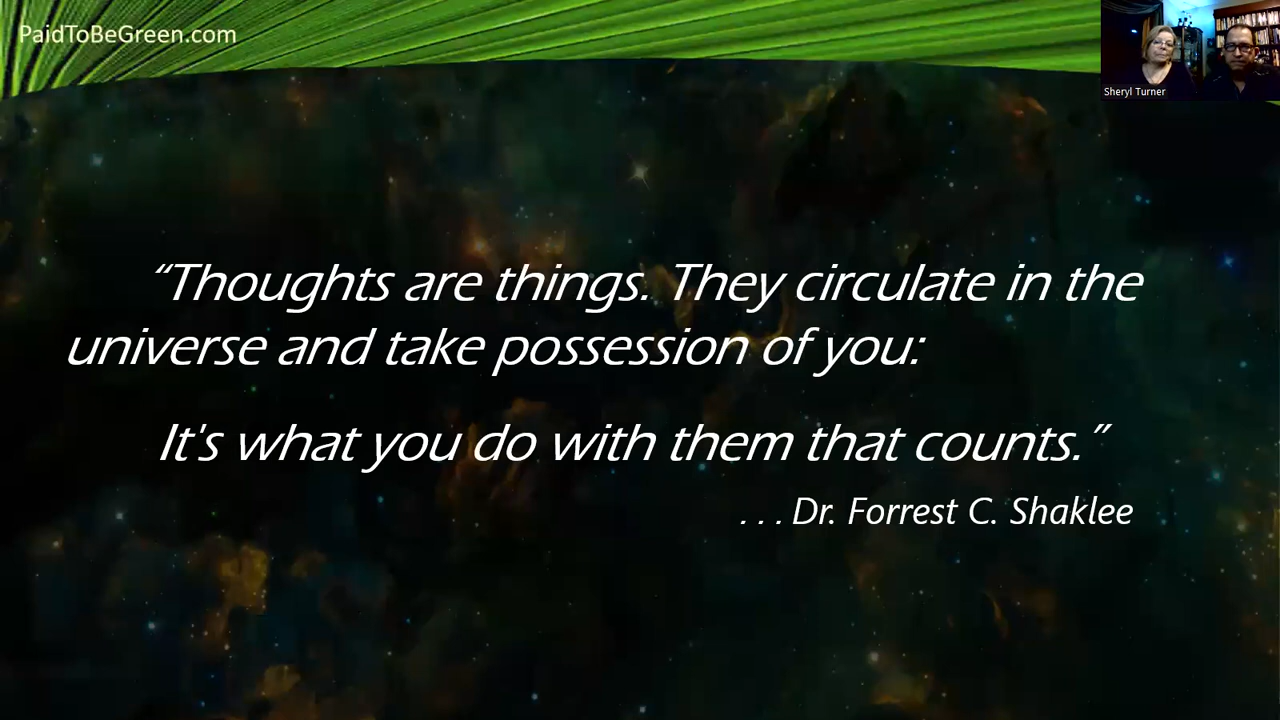 PaidToBeGreen.com
Sheryl Turner
“Thoughts are things. They circulate in the
universe and take possession of you:
It's what you do with them that counts.”
. . . Dr. Forrest C. Shaklee